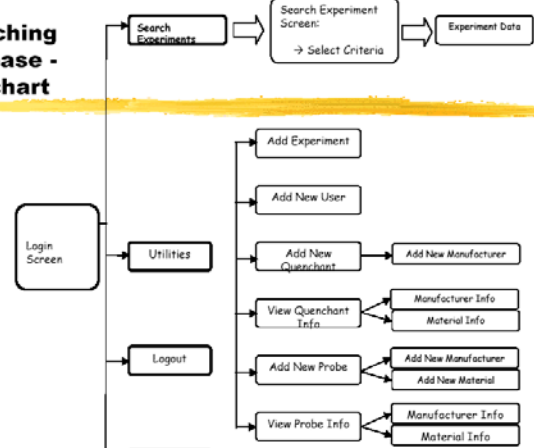 ching
ase -
hart
Search
Experiments
Search Experiment
Screen:
→ Select Criteria
Experiment Data
Login
Screen
Utilities
Logout
Add Experiment
Add New User
Add New
Quenchant
Add New Manufacturer
View Quenchant
Info
Manufacturer Info
Material Info
Add New Probe
Add New Manufacturer
Add New Material
View Probe Info
Manufacturer Info
Material Info